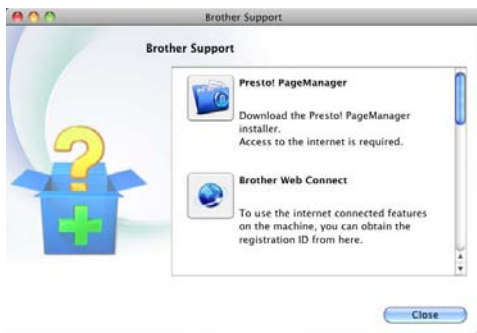 Brother Support
Brother Support
Presto! PageManager
Download the Presto! PageManager
installer.
Access to the internet is required.
Brother Web Connect
To use the internet connected features
on the machine, you can obtain the
registration ID from here.
Close